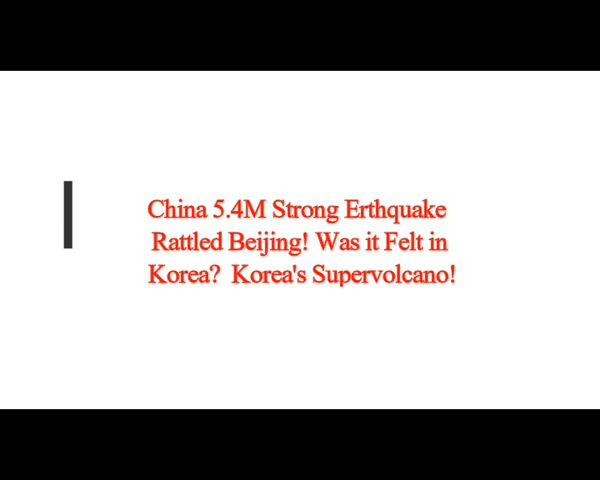 China 5.4M Strong Erthquake
Rattled Beijing! Was it Felt in
Korea? Korea's Supervolcano!